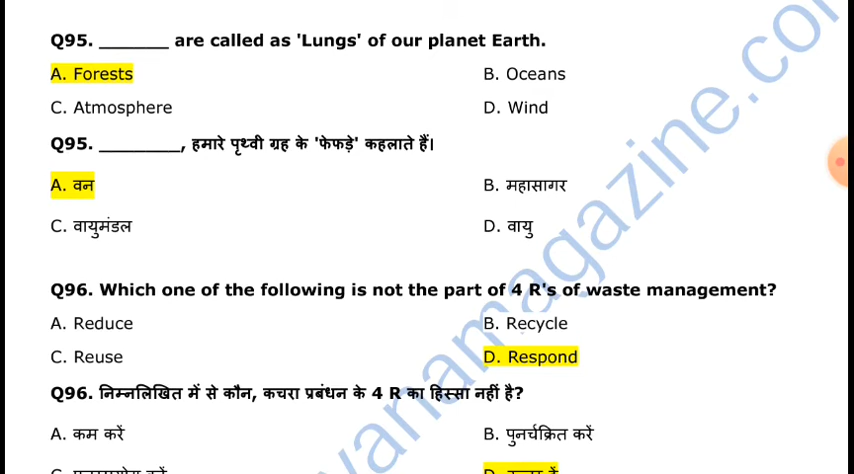 Q95. ________ are called as 'Lungs' of our planet Earth.
A. Forests B. Oceans
C. Atmosphere D. Wind
Q95. _________, हमारे पृथ्वी ग्रह के 'फेफड़े' कहलाते हैं।
A. वन B. महासागर
C. वायुमंडल D. वायु
Q96. Which one of the following is not the part of 4 R's of waste management?
A. Reduce B. Recycle
C. Reuse D. Respond
Q96. निम्नलिखित में से कौन, कचरा प्रबंधन के 4 R का हिस्सा नहीं है?
A. कम करें B. पुनर्चक्रित करें